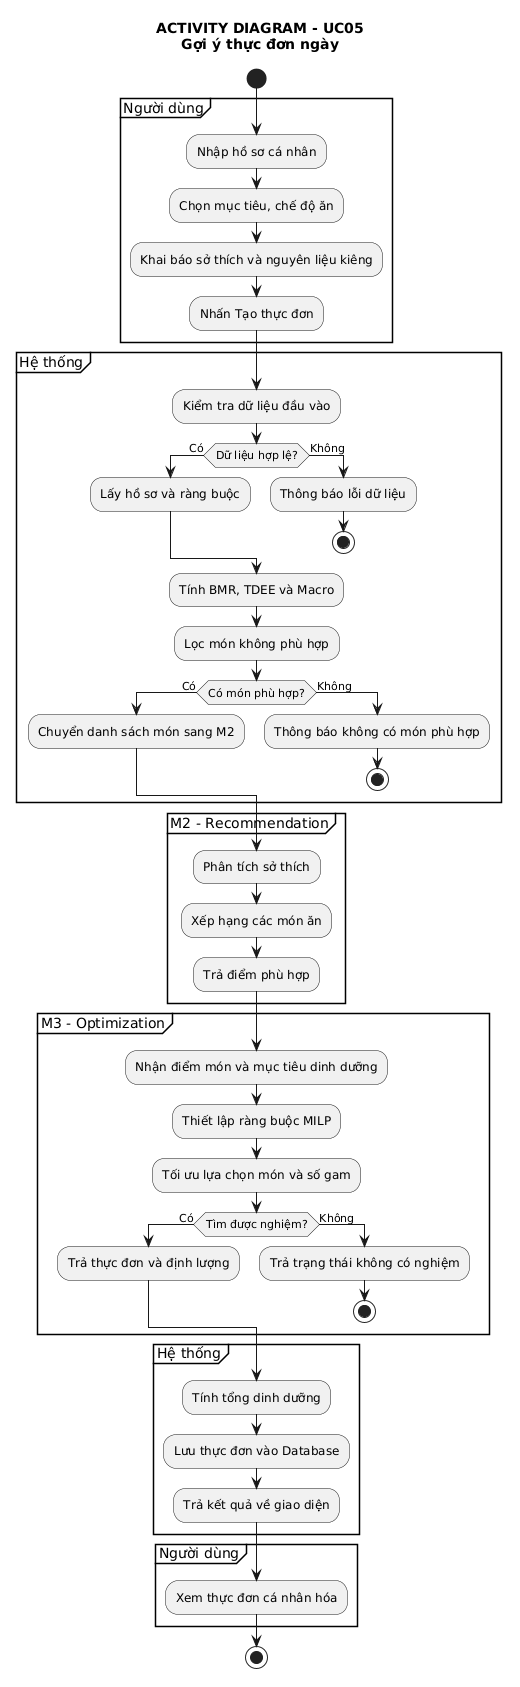 ACTIVITY DIAGRAM - UC05
Gợi ý thực đơn ngày
Người dùng
Nhập hồ sơ cá nhân
Chọn mục tiêu, chế độ ăn
Khai báo sở thích và nguyên liệu kiêng
Nhấn Tạo thực đơn
Hệ thống
Kiểm tra dữ liệu đầu vào
Có
Dữ liệu hợp lệ?
Không
Lấy hồ sơ và ràng buộc
Thông báo lỗi dữ liệu
Tính BMR, TDEE và Macro
Lọc món không phù hợp
Có
Có món phù hợp?
Không
Chuyển danh sách món sang M2
Thông báo không có món phù hợp
M2 - Recommendation
Phân tích sở thích
Xếp hạng các món ăn
Trả điểm phù hợp
M3 - Optimization
Nhận điểm món và mục tiêu dinh dưỡng
Thiết lập ràng buộc MILP
Tối ưu lựa chọn món và số gam
Có
Tìm được nghiệm?
Không
Trả thực đơn và định lượng
Trả trạng thái không có nghiệm
Hệ thống
Tính tổng dinh dưỡng
Lưu thực đơn vào Database
Trả kết quả về giao diện
Người dùng
Xem thực đơn cá nhân hóa